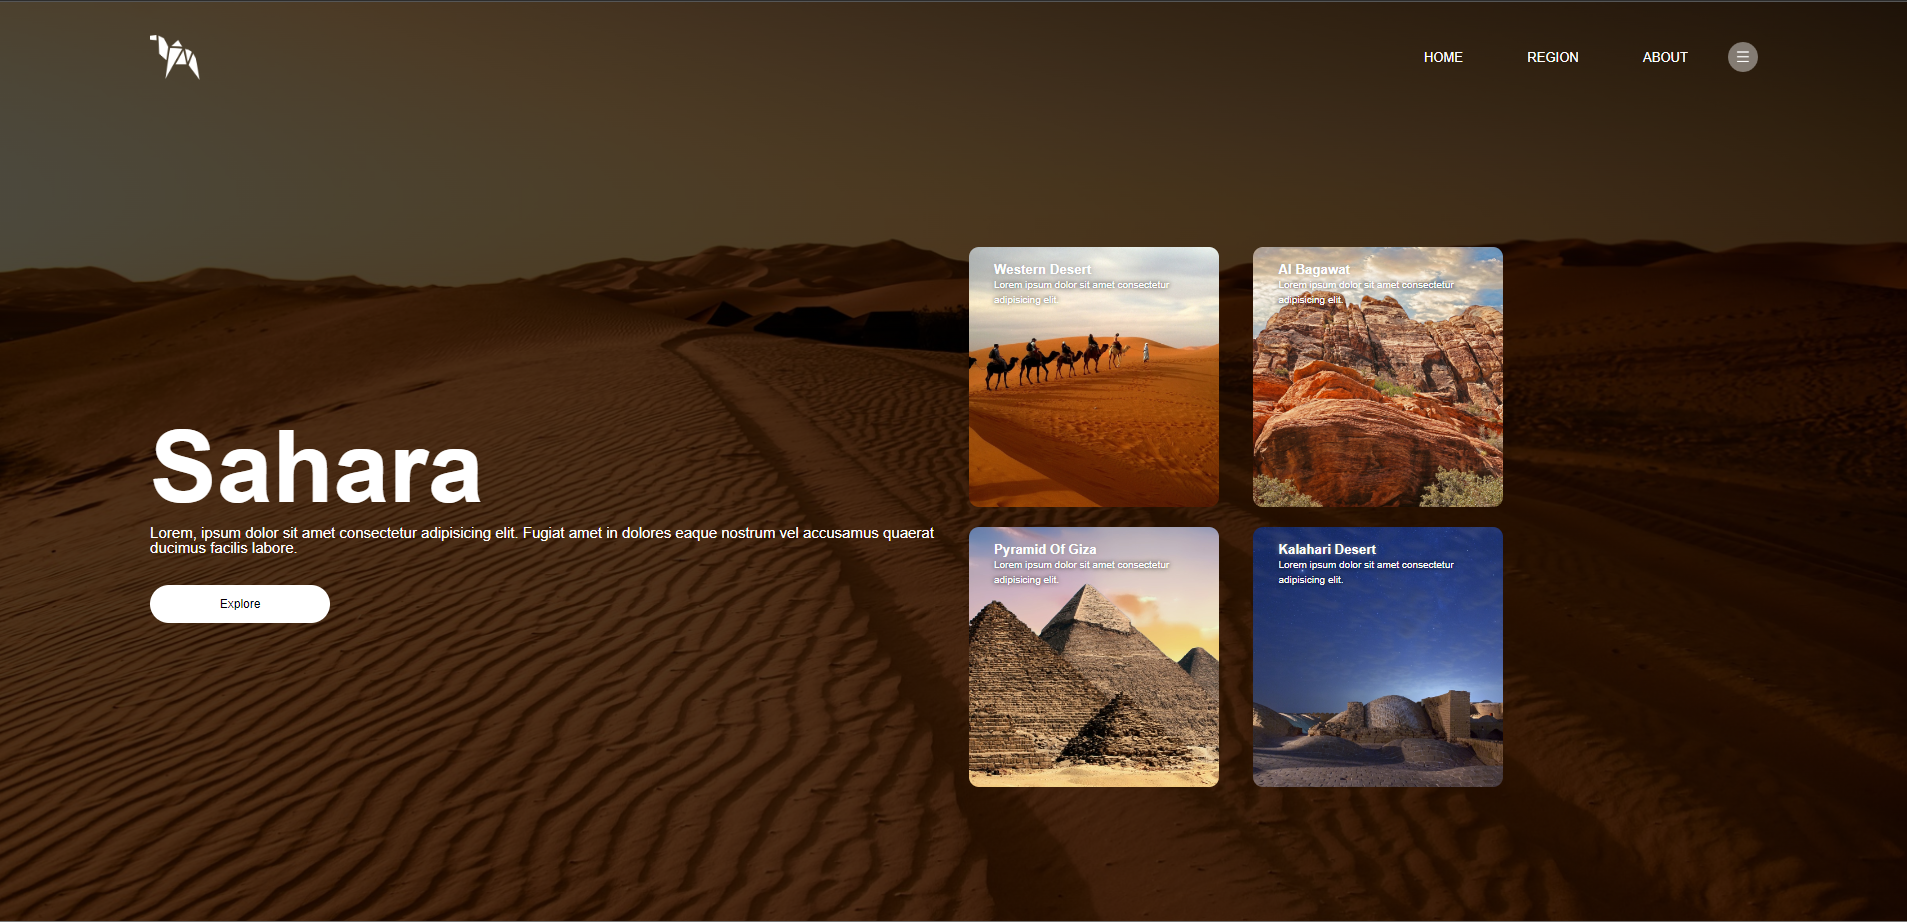 HOME
REGION
ABOUT
Sahara
Lorem, ipsum dolor sit amet consectetur adipisicing elit. Fugiat amet in dolores eaque nostrum vel accusamus quaerat
ducimus facilis labore.
Explore
Western Desert
Lorem ipsum dolor sit amet consectetur
adipisicing elit.
Al Bagawat
Lorem ipsum dolor sit amet consectetur
adipisicing elit.
Pyramid Of Giza
Lorem ipsum dolor sit amet consectetur
adipisicing elit.
Kalahari Desert
Lorem ipsum dolor sit amet consectetur
adipisicing elit.